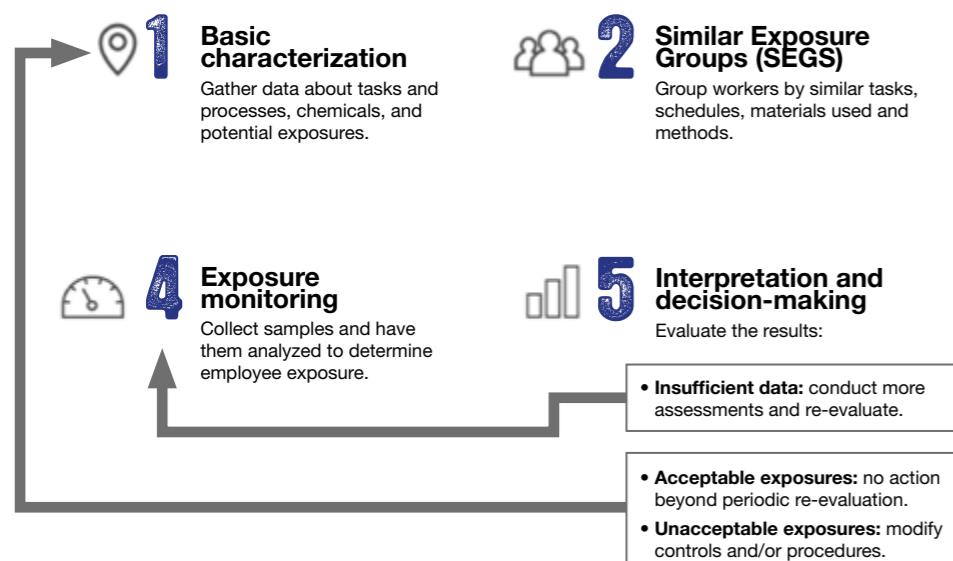 1
Basic
characterization
Gather data about tasks and
processes, chemicals, and
potential exposures.
2
Similar Exposure
Groups (SEGS)
Group workers by similar tasks,
schedules, materials used and
methods.
4
Exposure
monitoring
Collect samples and have
them analyzed to determine
employee exposure.
5
Interpretation and
decision-making
Evaluate the results:
• Insufficient data: conduct more
assessments and re-evaluate.
• Acceptable exposures: no action
beyond periodic re-evaluation.
• Unacceptable exposures: modify
controls and/or procedures.